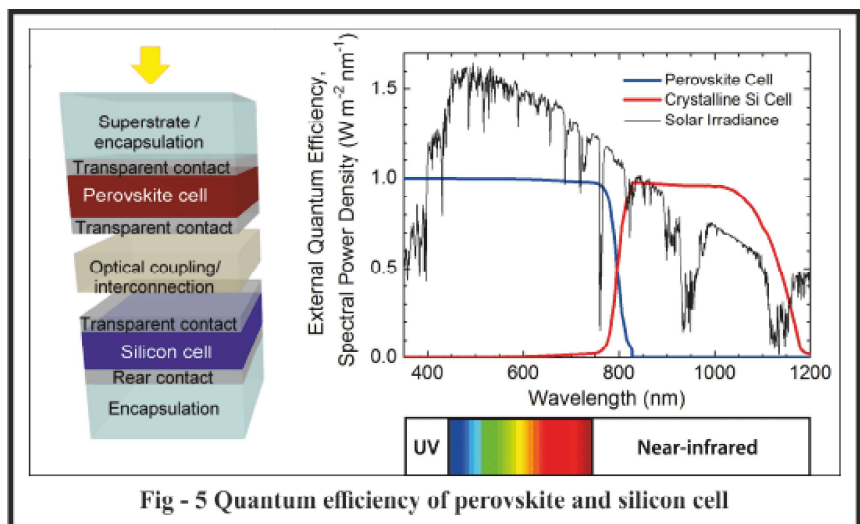 Superstrate /
encapsulation
Transparent contact
Perovskite cell
Transparent contact
Optical coupling/
interconnection
Transparent contact
Silicon cell
Rear contact
Encapsulation
External Quantum Efficiency,
Spectral Power Density (W m-2 nm-1)
1.5
1.0
0.5
0.0
Perovskite Cell
Crystalline Si Cell
Solar Irradiance
400 600 800 1000 1200
Wavelength (nm)
UV
Near-infrared
Fig - 5 Quantum efficiency of perovskite and silicon cell